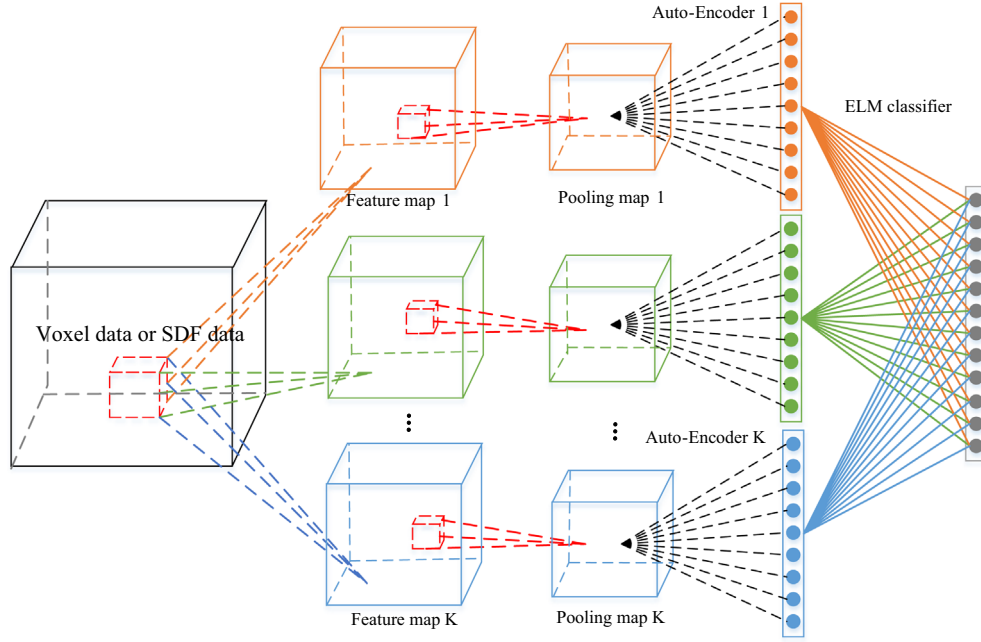 Auto-Encoder 1
ELM classifier
Feature map 1
Pooling map 1
Voxel data or SDF data
...
...
Auto-Encoder K
Feature map K
Pooling map K